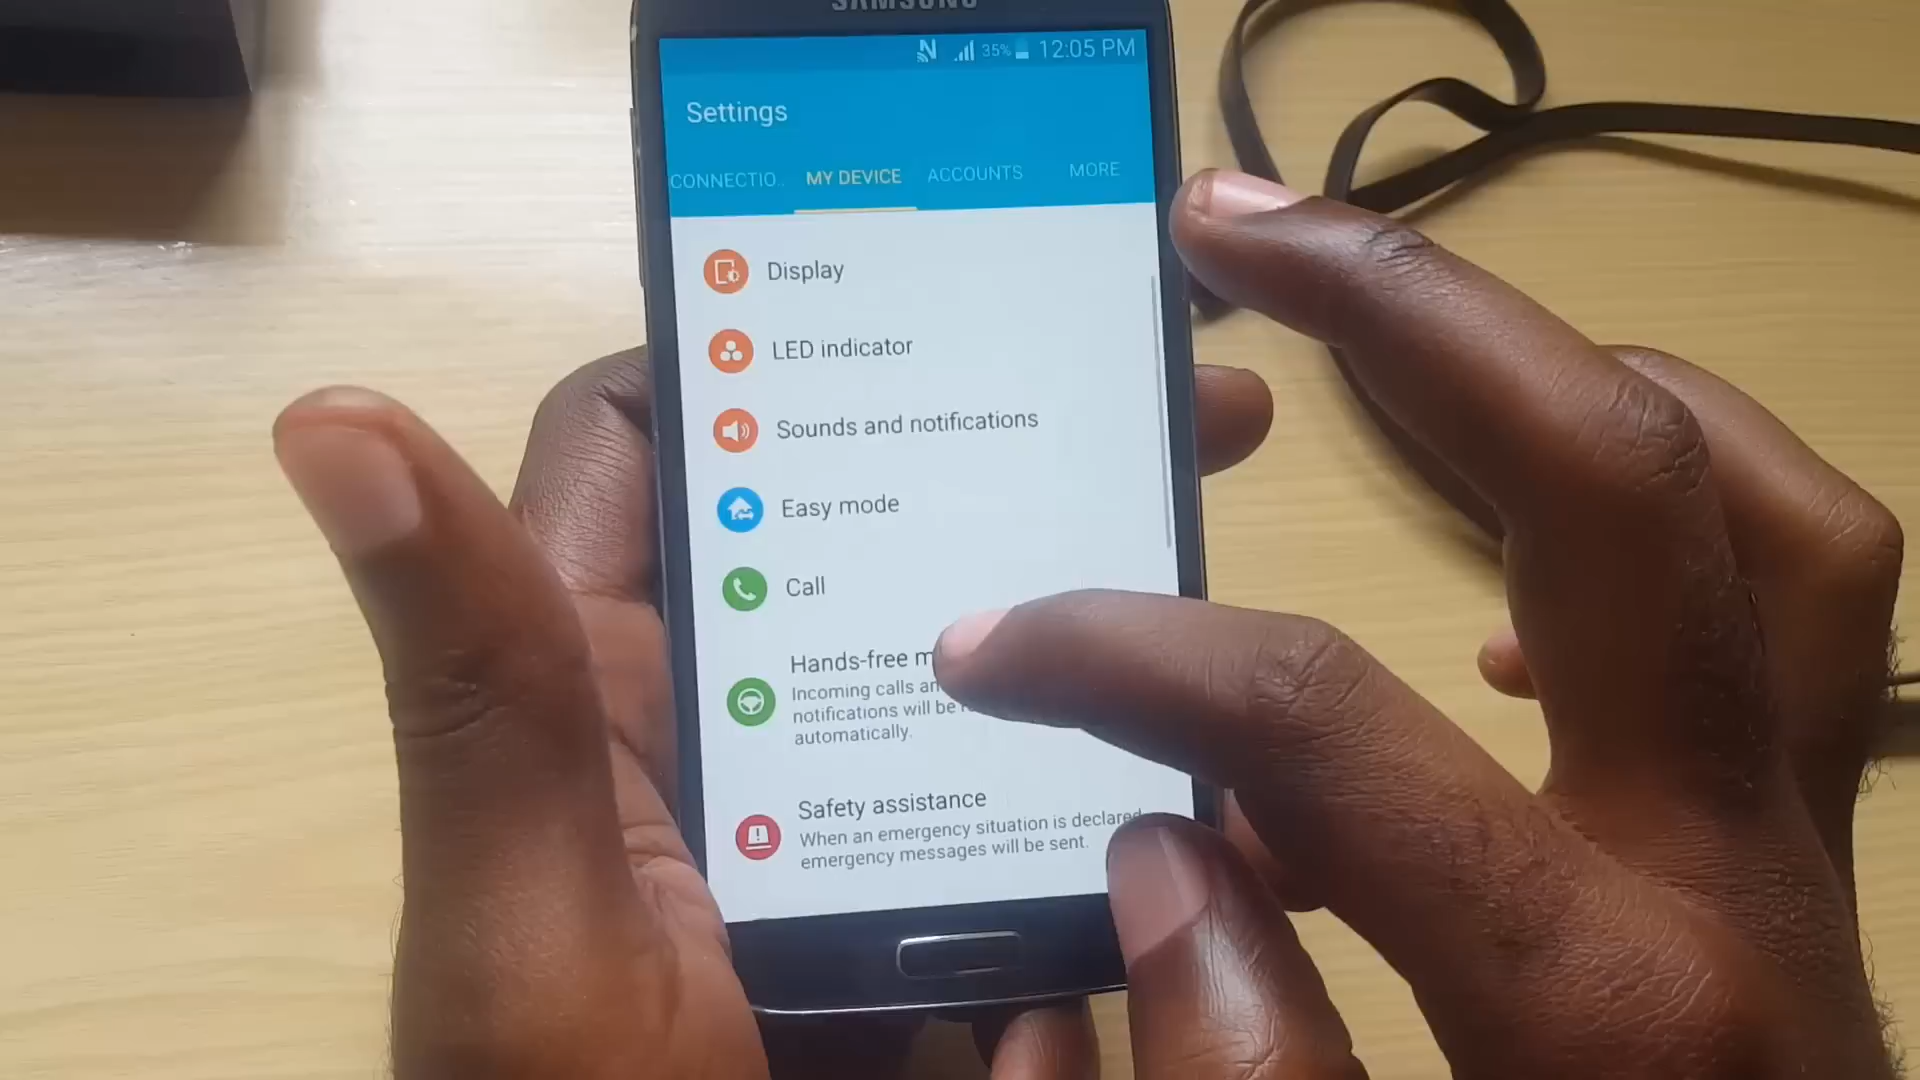 SAMSUNG
35% 12:05 PM
Settings
CONNECTIO.. MY DEVICE ACCOUNTS MORE
Display
LED indicator
Sounds and notifications
Easy mode
Call
Hands-free
Incoming calls
notifications will be
automatically.
Safety assistance
When an emergency situation is declared
emergency messages will be sent.